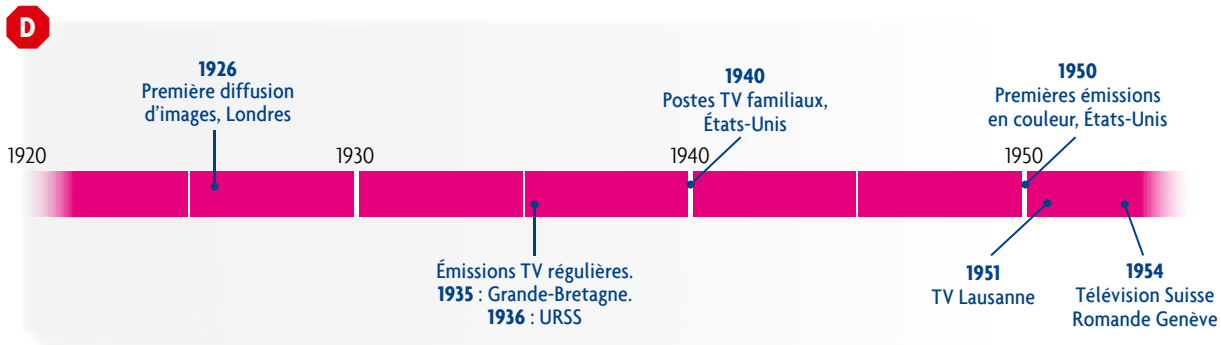 D
1926
Première diffusion
d'images, Londres
1940
Postes TV familiaux,
États-Unis
1950
Premières émissions
en couleur, États-Unis
1920
1930
1940
1950
Émissions TV régulières.
1935 : Grande-Bretagne.
1936 : URSS
1951
TV Lausanne
1954
Télévision Suisse
Romande Genève